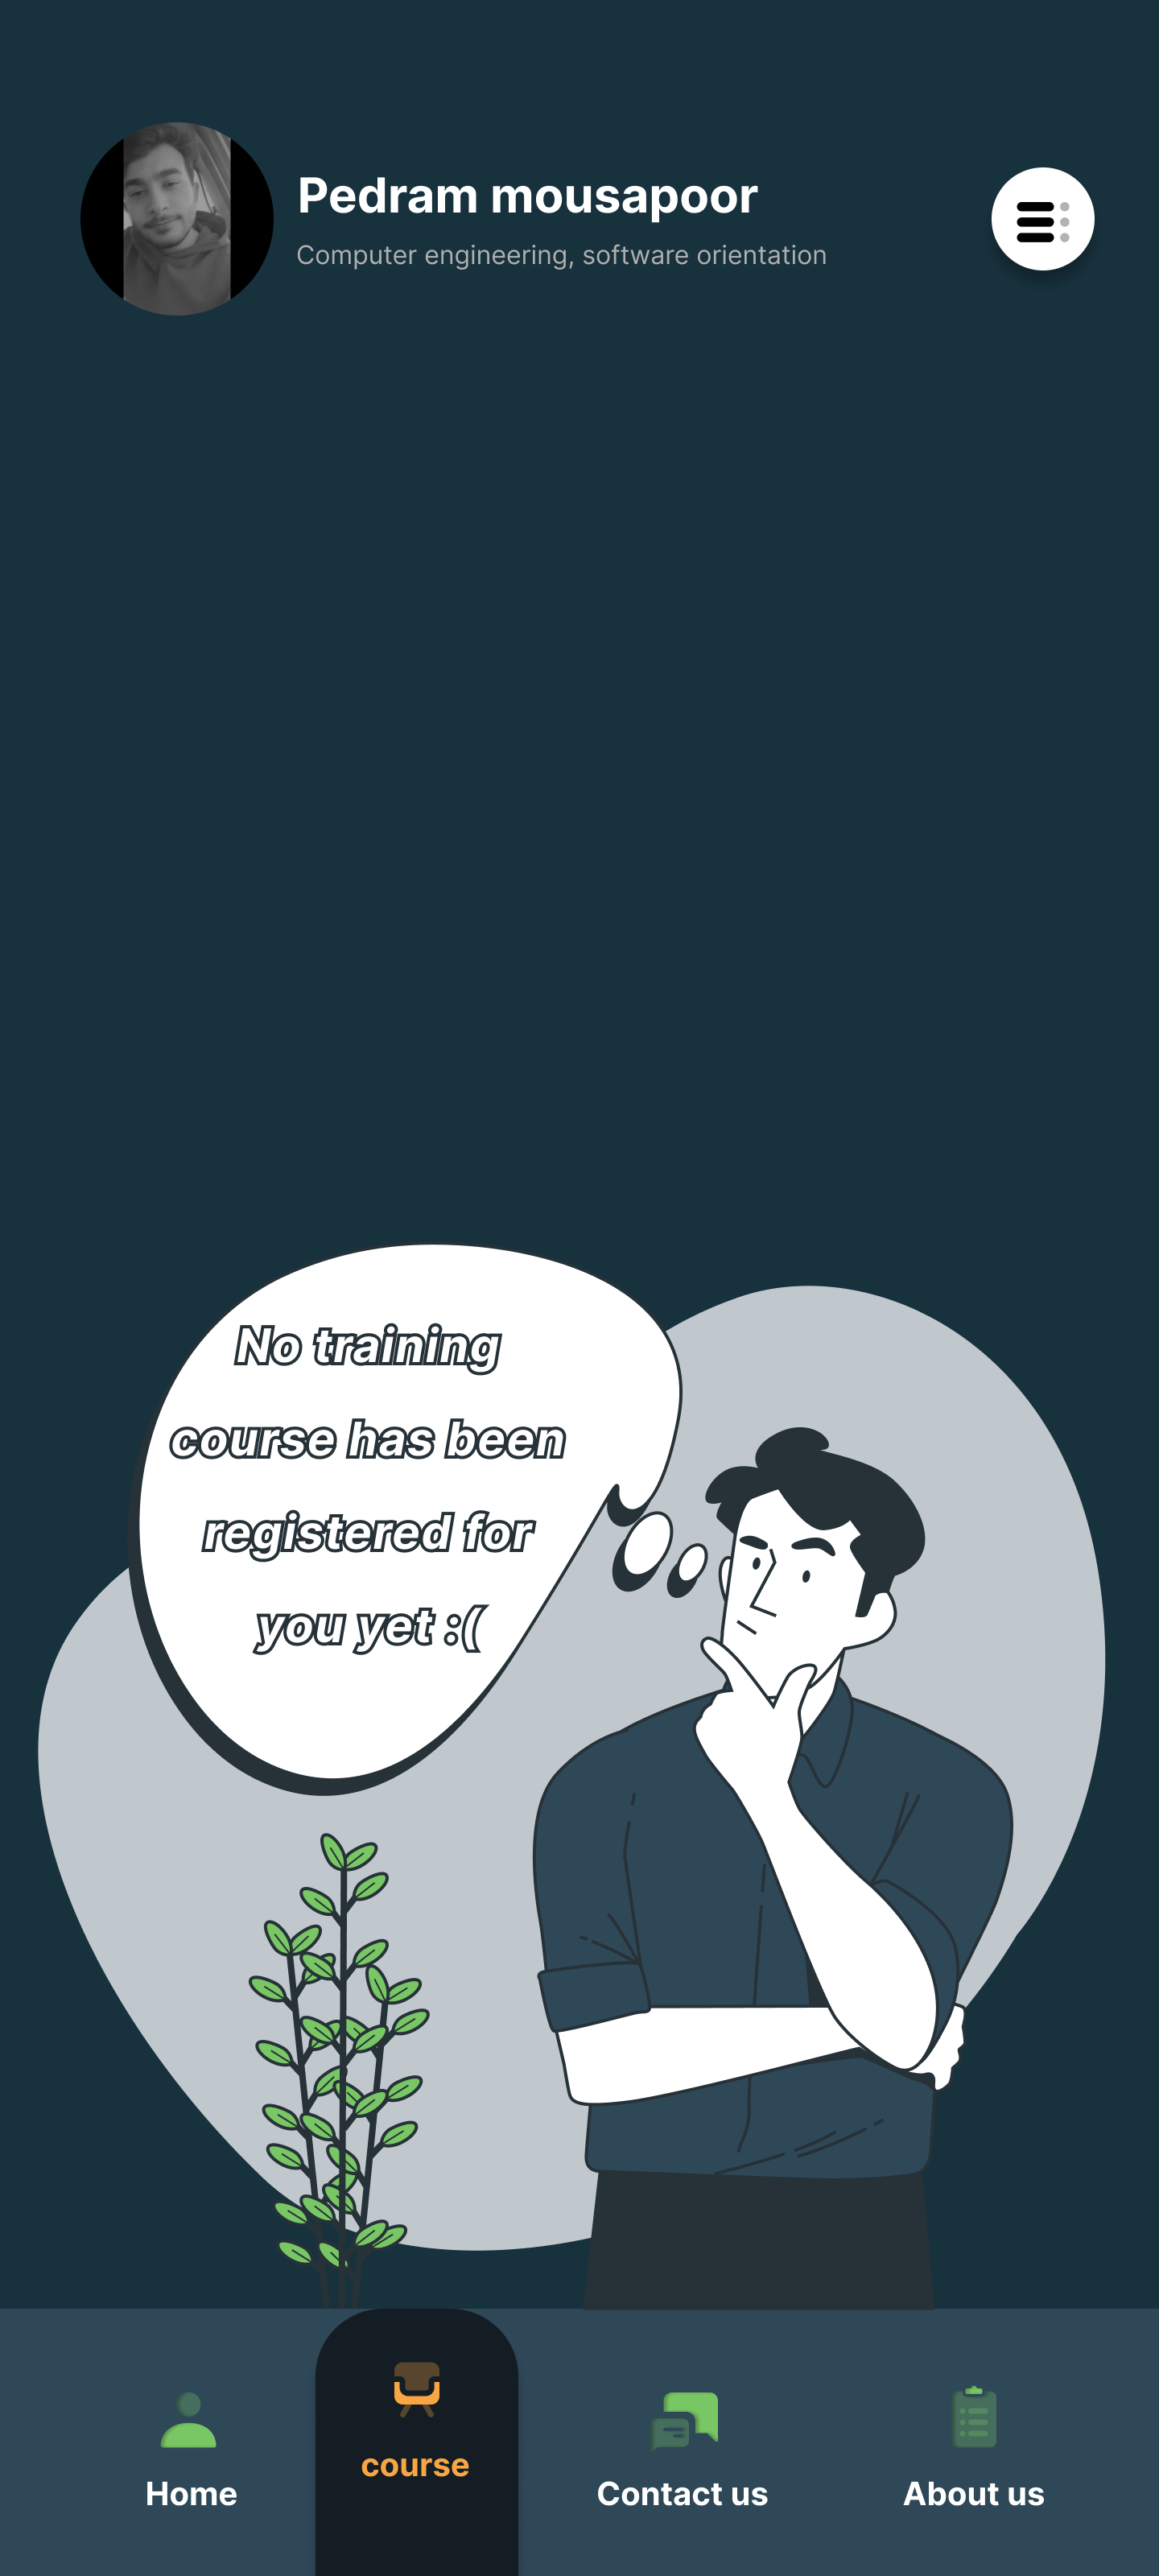 Pedram mousapoor
Computer engineering, software orientation
No training
course has been
registered for
you yet :(
Home
course
Contact us
About us